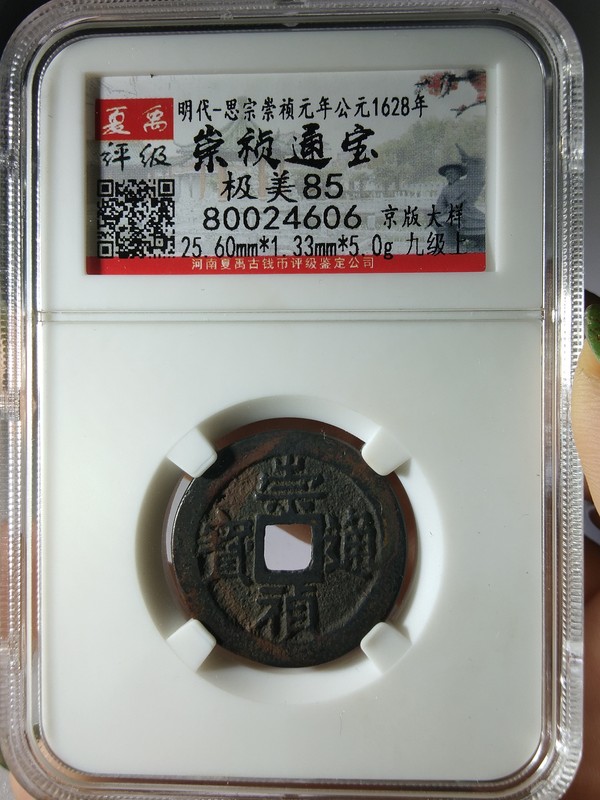 夏禹
评级
明代-思宗崇祯元年公元1628年
崇祯通宝
极美85
80024606 京版大样
25.60mm*1.33mm*5.0g 九级上
河南夏禹古钱币评级鉴定公司
崇
寳 通
禎